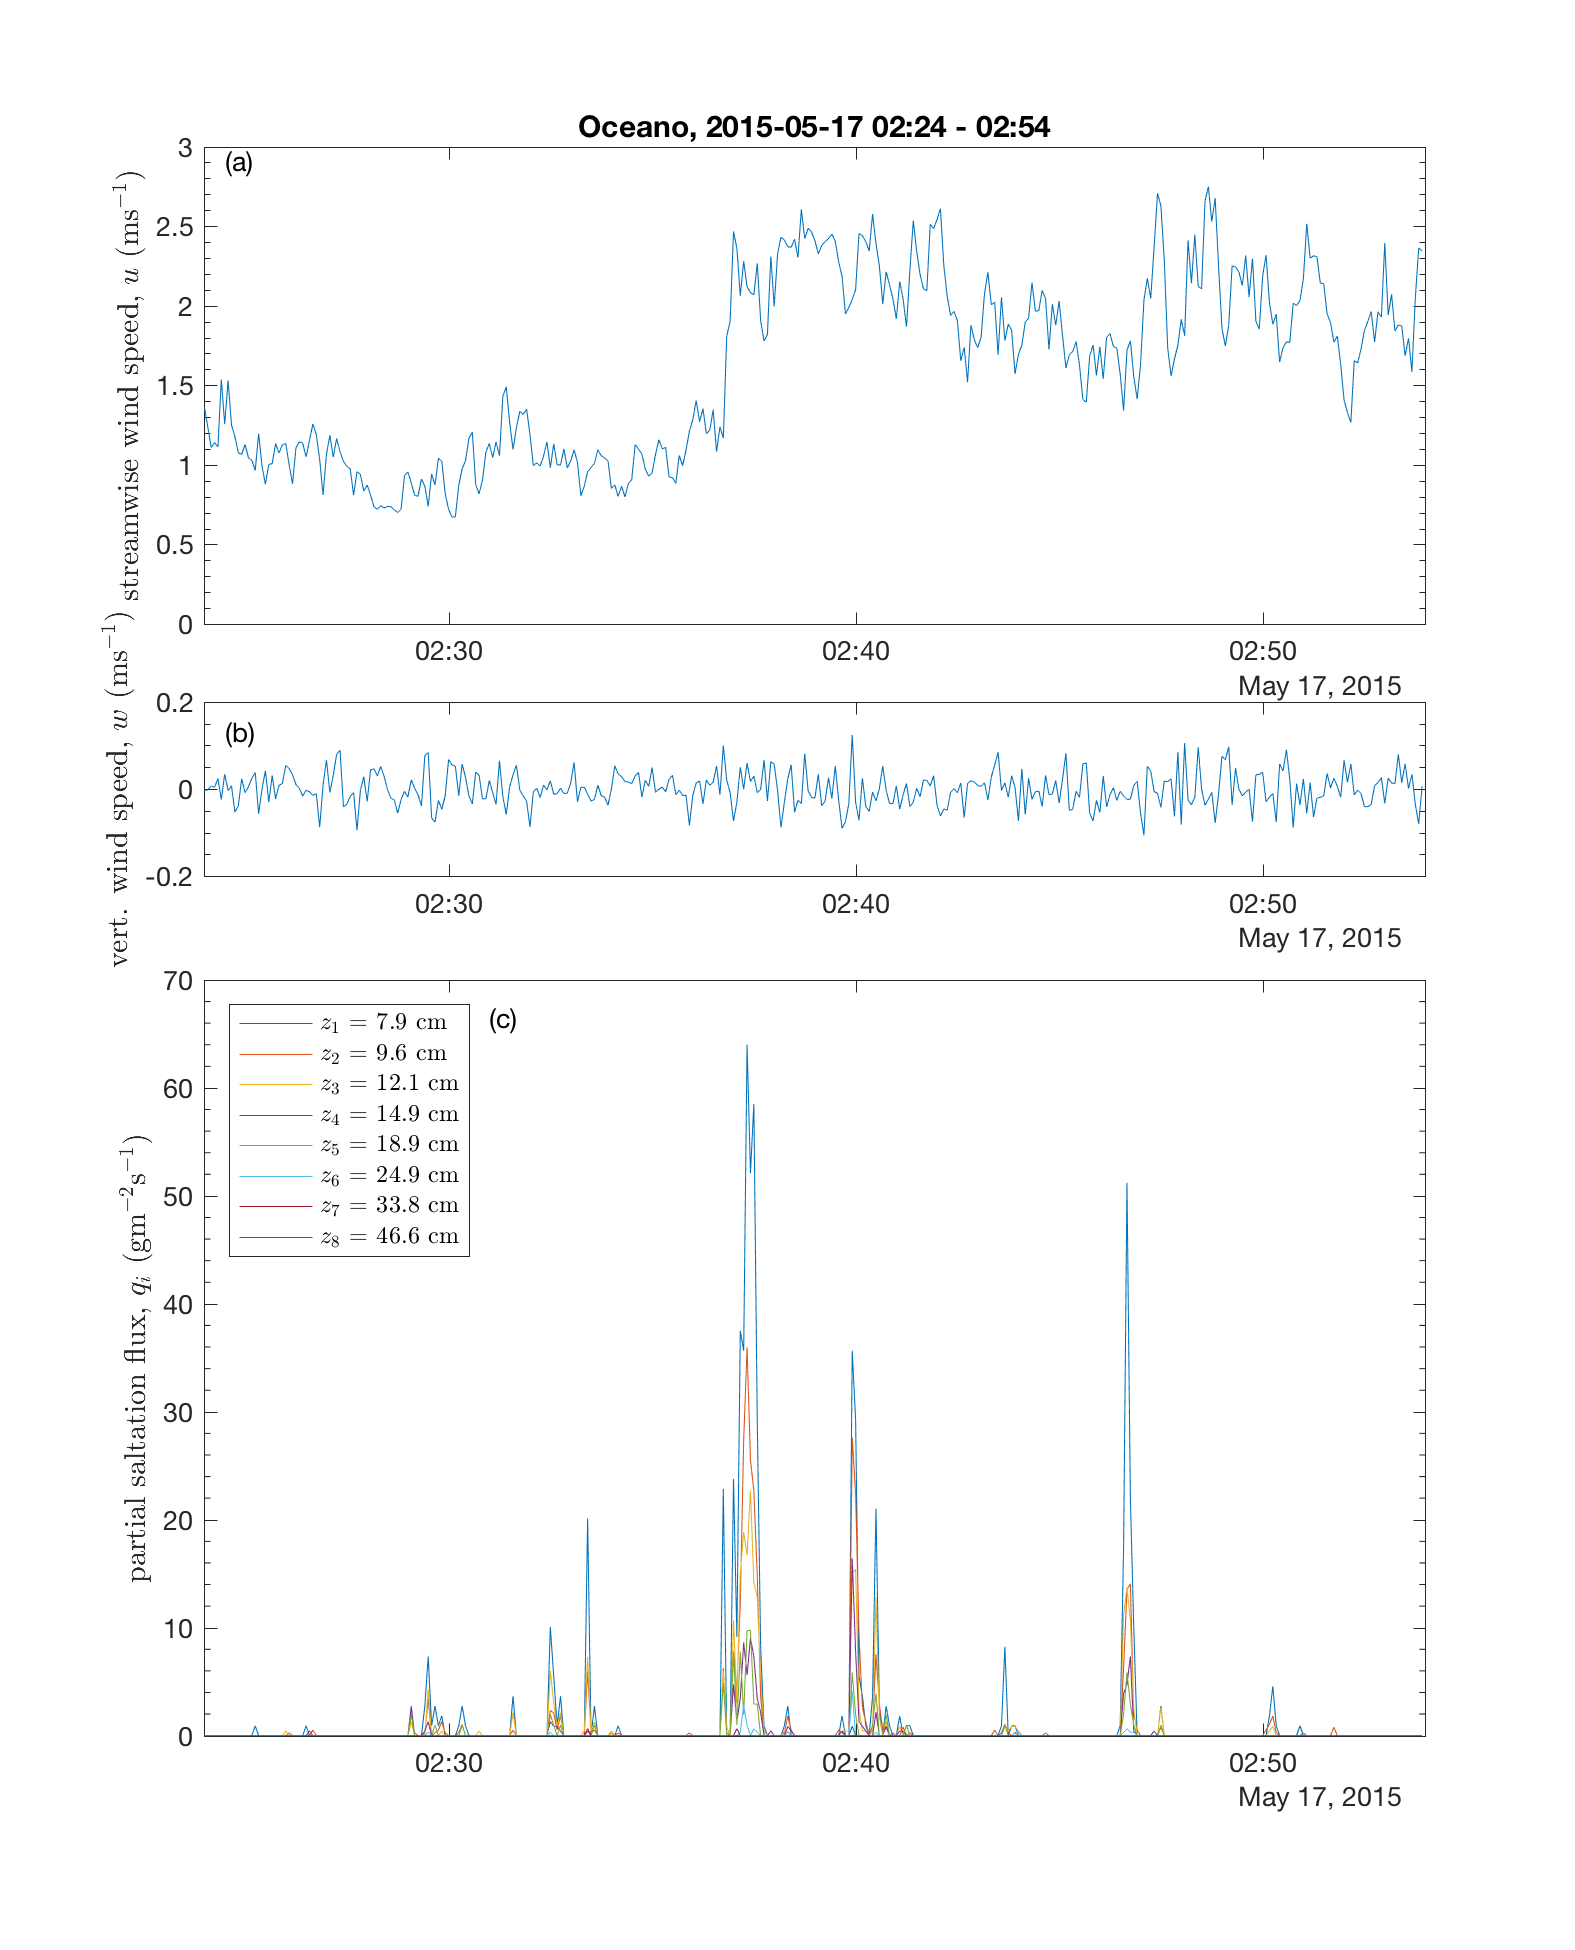 Oceano, 2015-05-17 02:24 - 02:54
(a)
streamwise wind speed, u (ms⁻¹)
3
2.5
2
1.5
1
0.5
0
02:30 02:40 02:50
May 17, 2015
(b)
vert. wind speed, w (ms⁻¹)
0.2
0
-0.2
02:30 02:40 02:50
May 17, 2015
(c)
partial saltation flux, qᵢ (gm⁻²s⁻¹)
70
60
50
40
30
20
10
0
z₁ = 7.9 cm
z₂ = 9.6 cm
z₃ = 12.1 cm
z₄ = 14.9 cm
z₅ = 18.9 cm
z₆ = 24.9 cm
z₇ = 33.8 cm
z₈ = 46.6 cm
02:30 02:40 02:50
May 17, 2015